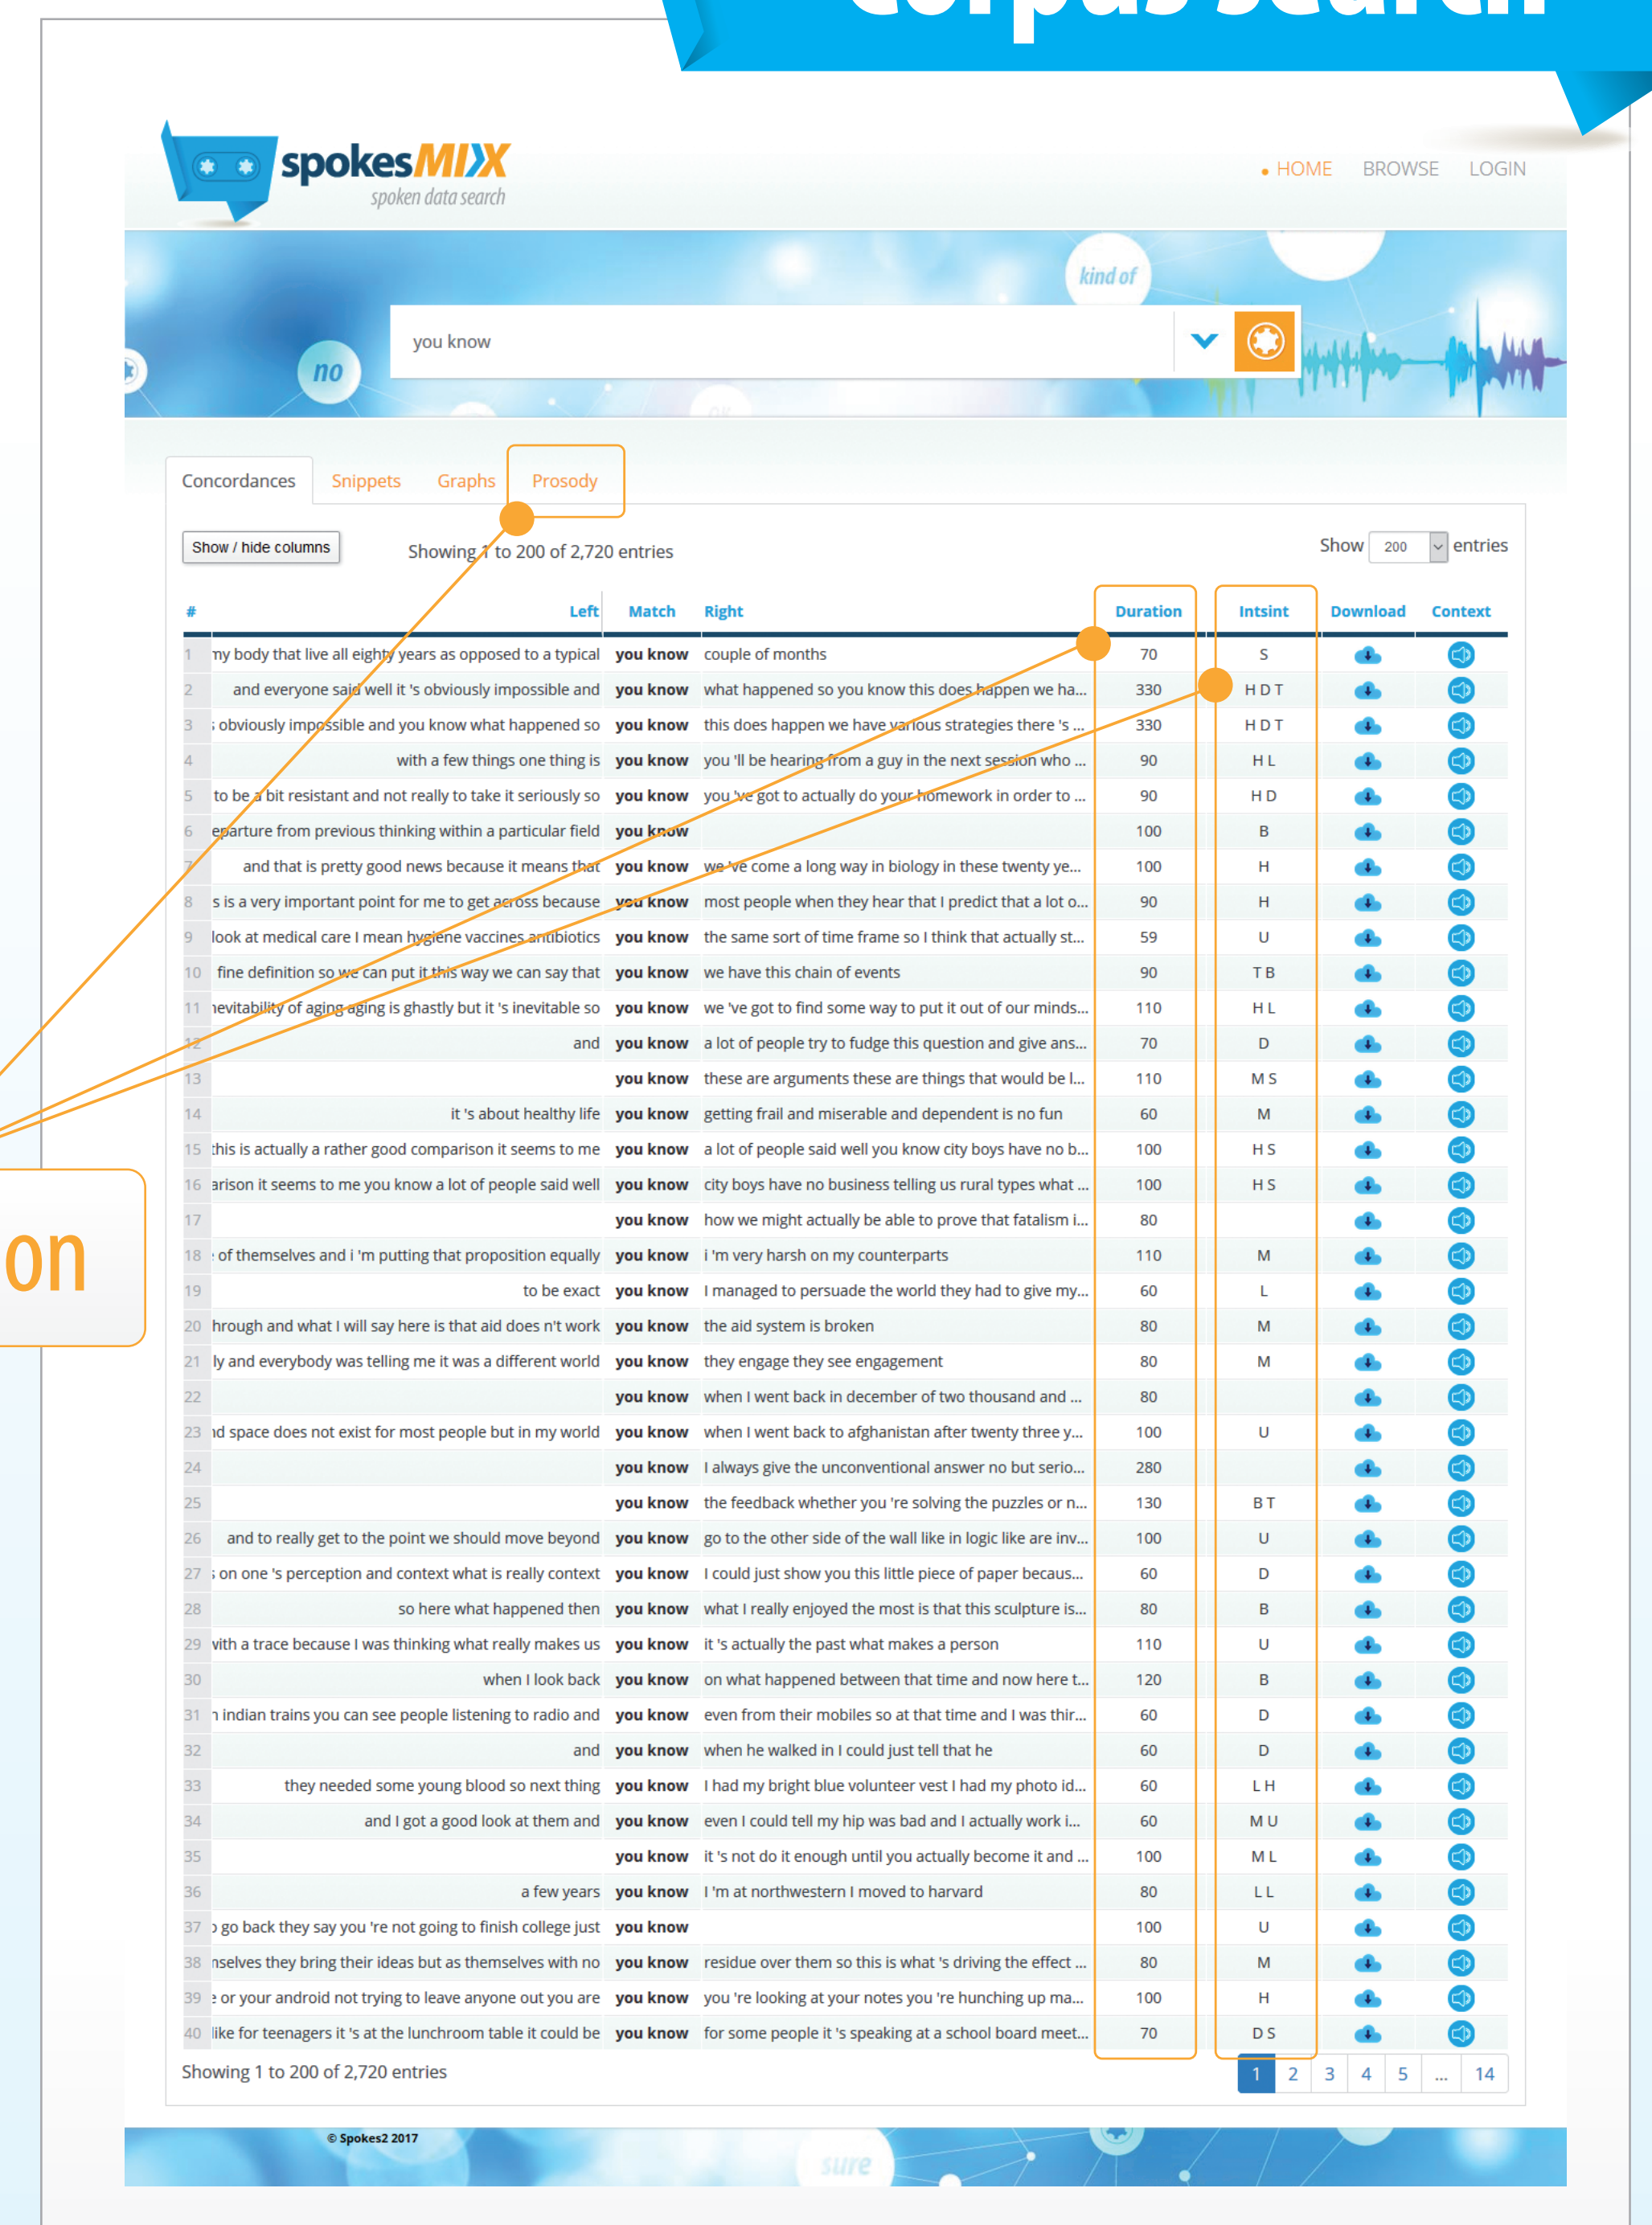 corpus search
spokesMIXX
spoken data search
• HOME BROWSE LOGIN
kind of
you know
no
Concordances Snippets Graphs Prosody
Show / hide columns Showing 1 to 200 of 2,720 entries Show 200 entries
# Left Match Right Duration Intsint Download Context
1 my body that live all eighty years as opposed to a typical you know couple of months 70 S
2 and everyone said well it 's obviously impossible and you know what happened so you know this does happen we ha... 330 H D T
3 obviously impossible and you know what happened so you know this does happen we have various strategies there 's ... 330 H D T
4 with a few things one thing is you know you 'll be hearing from a guy in the next session who ... 90 H L
5 to be a bit resistant and not really to take it seriously so you know you 've got to actually do your homework in order to ... 90 H D
6 eparture from previous thinking within a particular field you know 100 B
7 and that is pretty good news because it means that you know we 've come a long way in biology in these twenty ye... 100 H
8 s is a very important point for me to get across because you know most people when they hear that I predict that a lot o... 90 H
9 look at medical care I mean hygiene vaccines antibiotics you know the same sort of time frame so I think that actually st... 59 U
10 fine definition so we can put it this way we can say that you know we have this chain of events 90 T B
11 nevitability of aging aging is ghastly but it 's inevitable so you know we 've got to find some way to put it out of our minds... 110 H L
12 and you know a lot of people try to fudge this question and give ans... 70 D
13 you know these are arguments these are things that would be l... 110 M S
14 it 's about healthy life you know getting frail and miserable and dependent is no fun 60 M
15 this is actually a rather good comparison it seems to me you know a lot of people said well you know city boys have no b... 100 H S
16 arison it seems to me you know a lot of people said well you know city boys have no business telling us rural types what ... 100 H S
17 you know how we might actually be able to prove that fatalism i... 80
18 of themselves and i 'm putting that proposition equally you know i 'm very harsh on my counterparts 110 M
19 to be exact you know I managed to persuade the world they had to give my... 60 L
on
20 hrough and what I will say here is that aid does n't work you know the aid system is broken 80 M
21 ly and everybody was telling me it was a different world you know they engage they see engagement 80 M
22 you know when I went back in december of two thousand and ... 80
23 nd space does not exist for most people but in my world you know when I went back to afghanistan after twenty three y... 100 U
24 you know I always give the unconventional answer no but serio... 280
25 you know the feedback whether you 're solving the puzzles or n... 130 B T
26 and to really get to the point we should move beyond you know go to the other side of the wall like in logic like are inv... 100 U
27 s on one 's perception and context what is really context you know I could just show you this little piece of paper becaus... 60 D
28 so here what happened then you know what I really enjoyed the most is that this sculpture is... 80 B
29 with a trace because I was thinking what really makes us you know it 's actually the past what makes a person 110 U
30 when I look back you know on what happened between that time and now here t... 120 B
31 n indian trains you can see people listening to radio and you know even from their mobiles so at that time and I was thir... 60 D
32 and you know when he walked in I could just tell that he 60 D
33 they needed some young blood so next thing you know I had my bright blue volunteer vest I had my photo id... 60 L H
34 and I got a good look at them and you know even I could tell my hip was bad and I actually work i... 60 M U
35 you know it 's not do it enough until you actually become it and ... 100 M L
36 a few years you know I 'm at northwestern I moved to harvard 80 L L
37 o go back they say you 're not going to finish college just you know 100 U
38 mselves they bring their ideas but as themselves with no you know residue over them so this is what 's driving the effect ... 80 M
39 e or your android not trying to leave anyone out you are you know you 're looking at your notes you 're hunching up ma... 100 H
40 like for teenagers it 's at the lunchroom table it could be you know for some people it 's speaking at a school board meet... 70 D S
Showing 1 to 200 of 2,720 entries 1 2 3 4 5 ... 14
© Spokes2 2017
sure